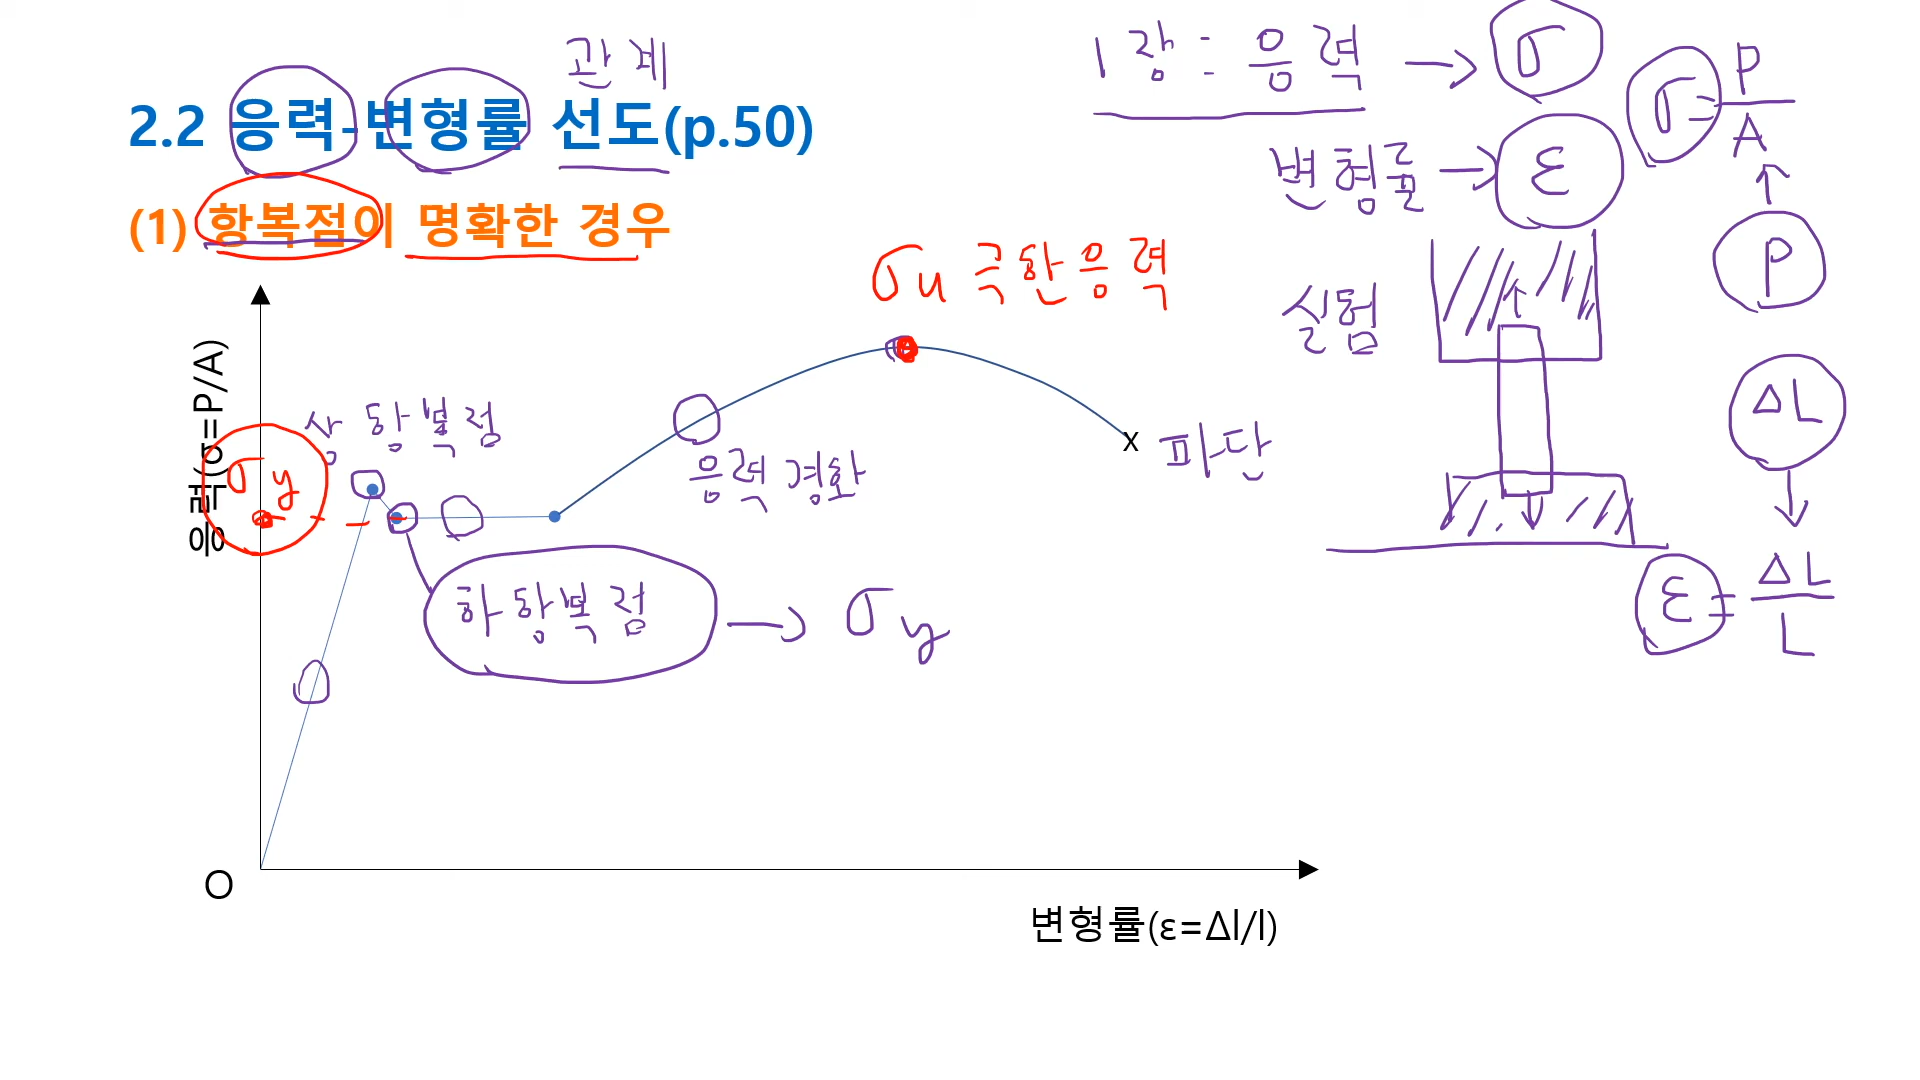 관계
2.2 응력-변형률 선도(p.50)
(1) 항복점이 명확한 경우
1장 : 응력 → σ
σ = P/A
변형률 → ε
P
실험
ΔL
ε = ΔL/L
σu 극한응력
응력(σ=P/A)
σy
상항복점
응력경화
x 파단
하항복점 → σy
O
변형률(ε=Δl/l)